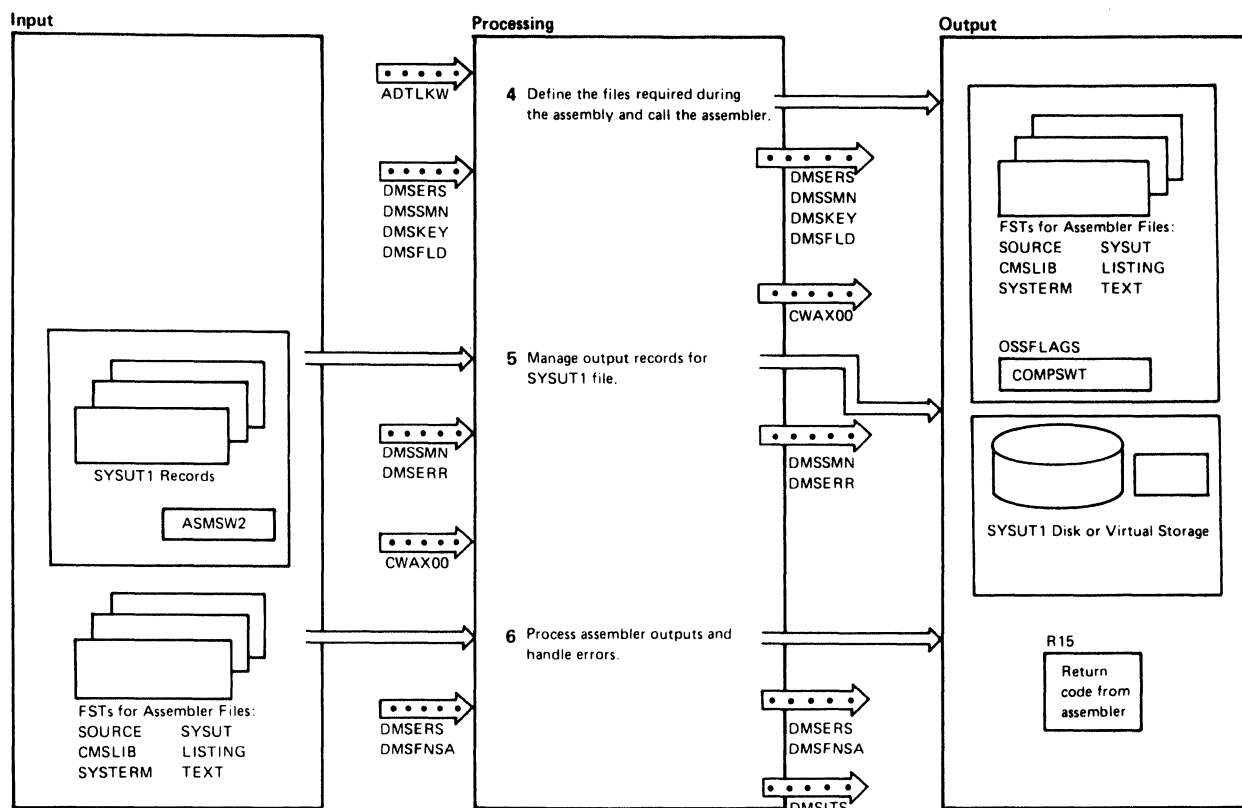 Input
Processing
Output
ADTLKW
4 Define the files required during
the assembly and call the assembler.
DMSERS
DMSSMN
DMSKEY
DMSFLD
DMSERS
DMSSMN
DMSKEY
DMSFLD
FSTs for Assembler Files:
SOURCE SYSUT
CMSLIB LISTING
SYSTERM TEXT
CWAX00
OSSFLAGS
COMPSWT
5 Manage output records for
SYSUT1 file.
SYSUT1 Records
ASMSW2
DMSSMN
DMSERR
DMSSMN
DMSERR
SYSUT1 Disk or Virtual Storage
CWAX00
6 Process assembler outputs and
handle errors.
R15
Return
code from
assembler
FSTs for Assembler Files:
SOURCE SYSUT
CMSLIB LISTING
SYSTERM TEXT
DMSERS
DMSFNSA
DMSERS
DMSFNSA
DMSITS